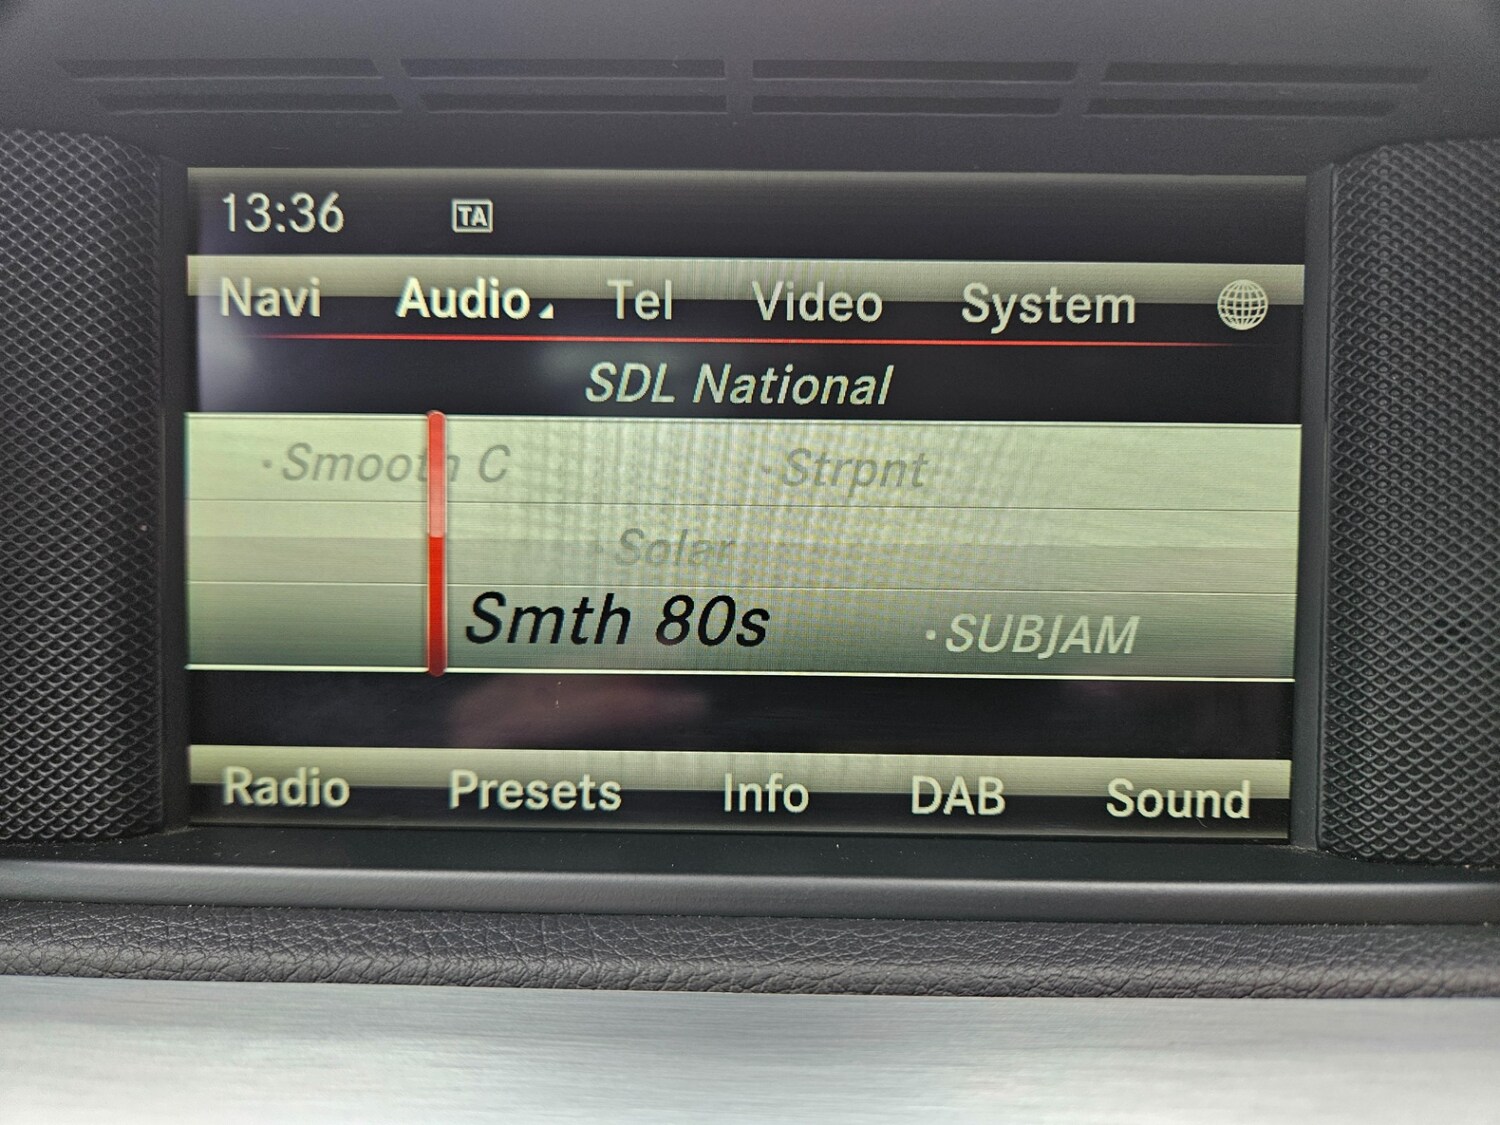 13:36 TA
Navi Audio Tel Video System
SDL National
·Smooth C ·Strpnt
Solar
Smth 80s ·SUBJAM
Radio Presets Info DAB Sound